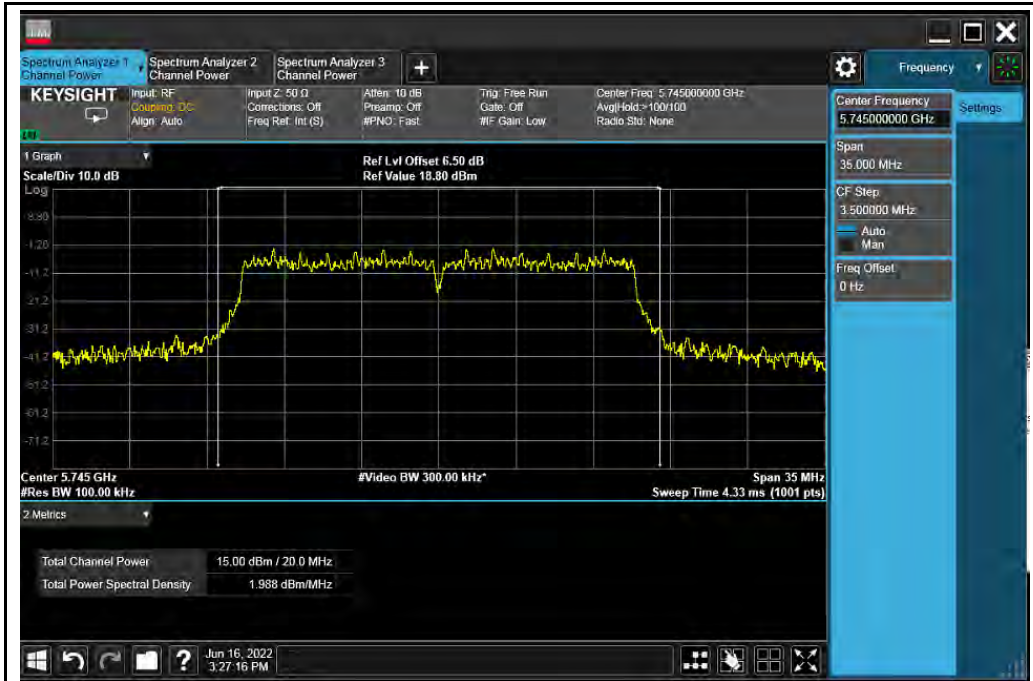 Spectrum Analyzer 1
Channel Power
Spectrum Analyzer 2
Channel Power
Spectrum Analyzer 3
Channel Power
+
Frequency
KEYSIGHT
Input: RF
Coupling: DC
Align: Auto
Input Z: 50 Ω
Corrections: Off
Freq Ref: Int (S)
Atten: 10 dB
Preamp: Off
#PNO: Fast
Trig: Free Run
Gate: Off
#IF Gain: Low
Center Freq: 5.745000000 GHz
Avg|Hold:>100/100
Radio Std: None
LXI
Center Frequency
5.745000000 GHz
Settings
Span
35.000 MHz
CF Step
3.500000 MHz
Auto
Man
Freq Offset
0 Hz
1 Graph
Scale/Div 10.0 dB
Ref Lvl Offset 6.50 dB
Ref Value 18.80 dBm
Log
8.80
-1.20
-11.2
-21.2
-31.2
-41.2
-51.2
-61.2
-71.2
Center 5.745 GHz
#Video BW 300.00 kHz*
Span 35 MHz
#Res BW 100.00 kHz
Sweep Time 4.33 ms (1001 pts)
2 Metrics
Total Channel Power 15.00 dBm / 20.0 MHz
Total Power Spectral Density 1.988 dBm/MHz
?
Jun 16, 2022
3:27:16 PM